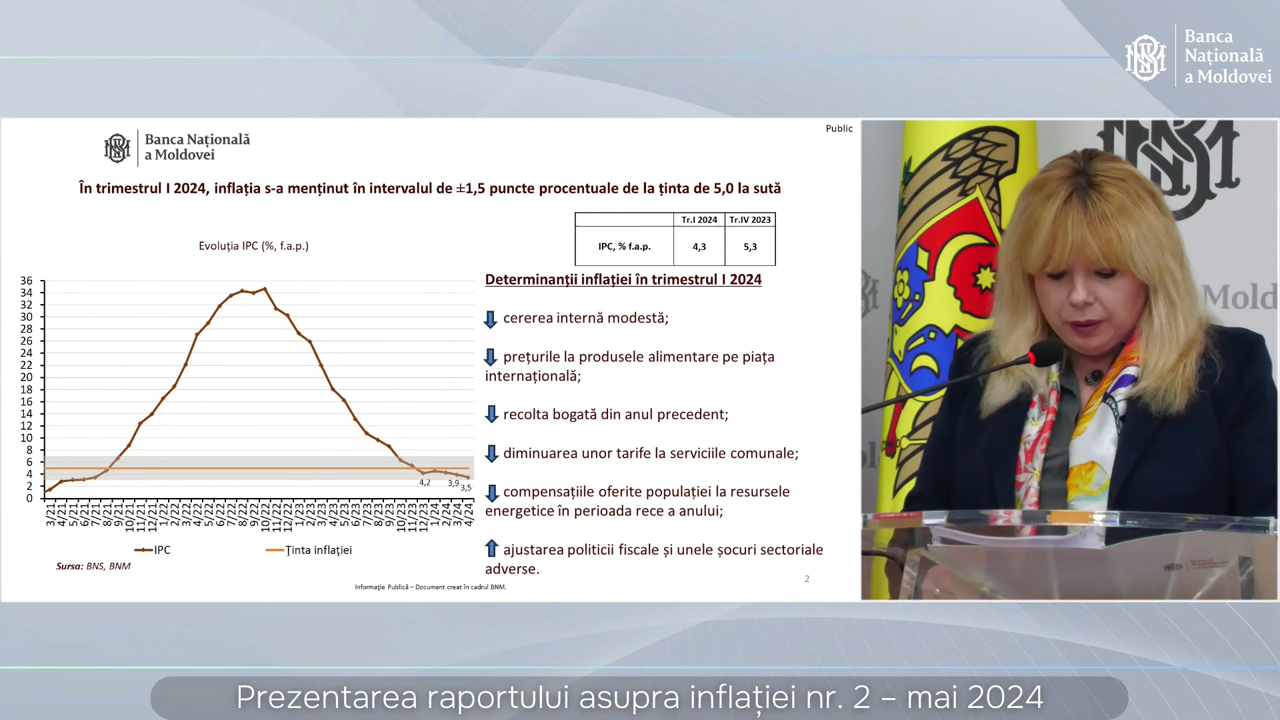 Banca
Națională
a Moldovei
Public
Banca Națională
a Moldovei
În trimestrul I 2024, inflația s-a menținut în intervalul de ±1,5 puncte procentuale de la ținta de 5,0 la sută
Tr.I 2024 Tr.IV 2023
IPC, % f.a.p. 4,3 5,3
Evoluția IPC (%, f.a.p.)
36
34
32
30
28
26
24
22
20
18
16
14
12
10
8
6
4
2
0
4,2 3,9 3,5
3/21 4/21 5/21 6/21 7/21 8/21 9/21 10/21 11/21 12/21 1/22 2/22 3/22 4/22 5/22 6/22 7/22 8/22 9/22 10/22 11/22 12/22 1/23 2/23 3/23 4/23 5/23 6/23 7/23 8/23 9/23 10/23 11/23 12/23 1/24 2/24 3/24 4/24
IPC Ținta inflației
Sursa: BNS, BNM
Determinanții inflației în trimestrul I 2024
cererea internă modestă;
prețurile la produsele alimentare pe piața
internațională;
recolta bogată din anul precedent;
diminuarea unor tarife la serviciile comunale;
compensațiile oferite populației la resursele
energetice în perioada rece a anului;
ajustarea politicii fiscale și unele șocuri sectoriale
adverse.
2
Informație Publică – Document creat în cadrul BNM.
Mold
Prezentarea raportului asupra inflației nr. 2 – mai 2024